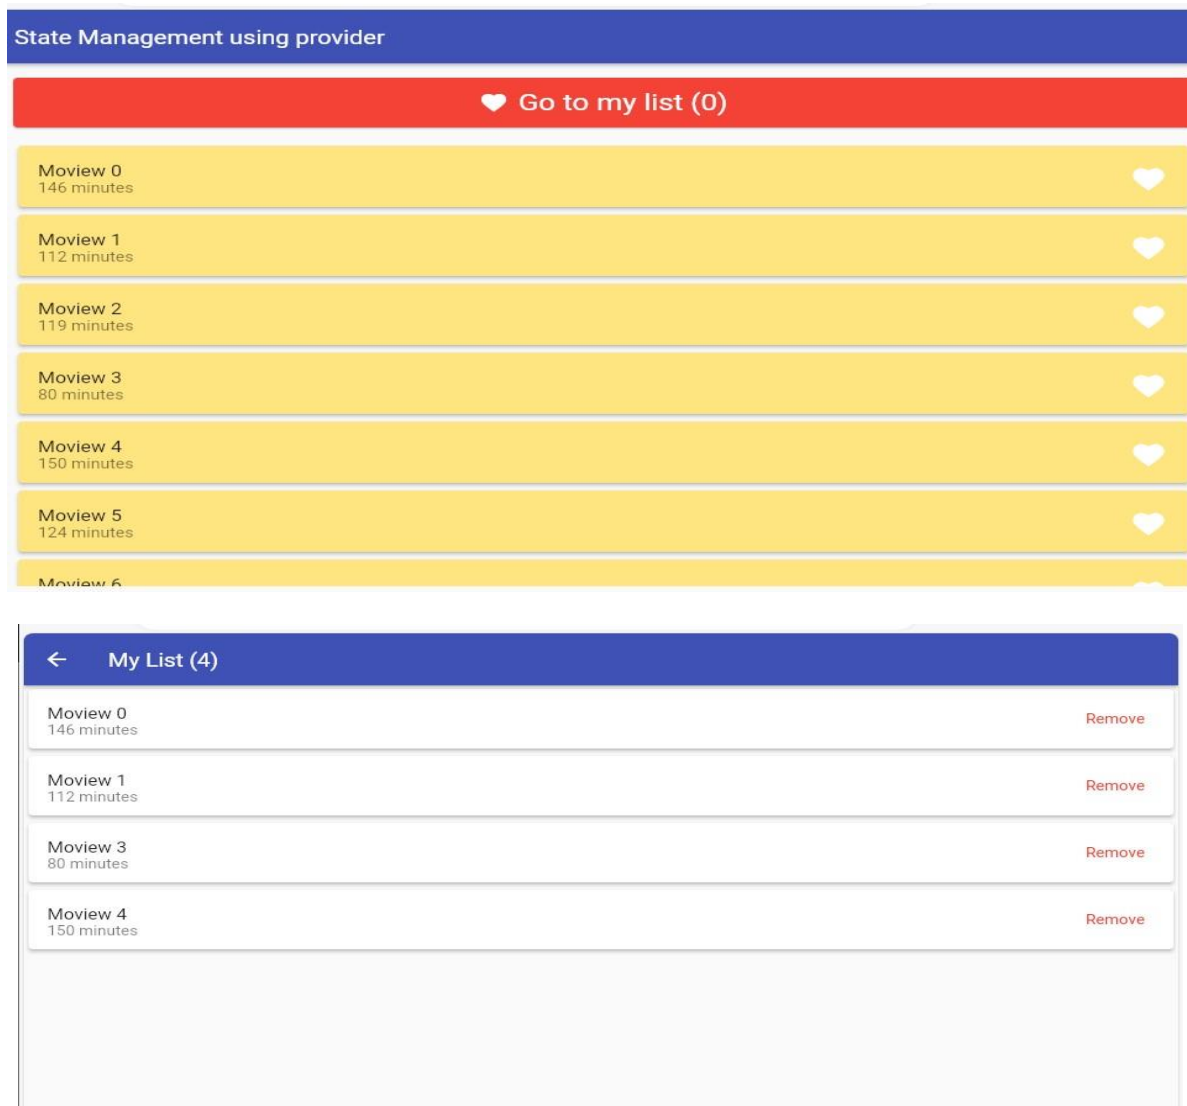 State Management using provider
Go to my list (0)
Moview 0
146 minutes
Moview 1
112 minutes
Moview 2
119 minutes
Moview 3
80 minutes
Moview 4
150 minutes
Moview 5
124 minutes
Moview 6
My List (4)
Moview 0
146 minutes
Remove
Moview 1
112 minutes
Remove
Moview 3
80 minutes
Remove
Moview 4
150 minutes
Remove